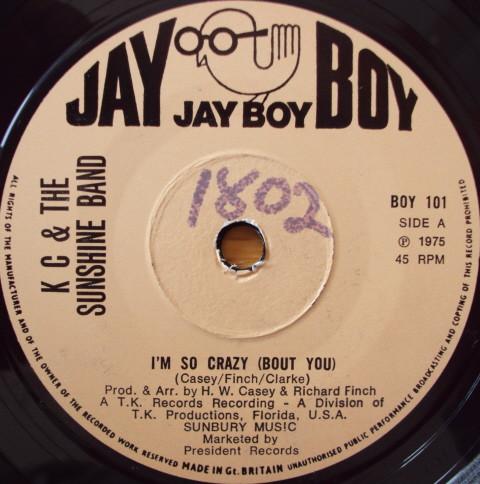 JAY BOY
JAY BOY
K C & THE
SUNSHINE BAND
1802
BOY 101
SIDE A
Ⓟ 1975
45 RPM
I'M SO CRAZY (BOUT YOU)
(Casey/Finch/Clarke)
Prod. & Arr. by H. W. Casey & Richard Finch
A T.K. Records Recording - A Division of
T.K. Productions, Florida, U.S.A.
SUNBURY MUSIC
Marketed by
President Records
ALL RIGHTS OF THE MANUFACTURER AND OF THE OWNER OF THE RECORDED WORK RESERVED MADE IN Gt. BRITAIN UNAUTHORISED PUBLIC PERFORMANCE BROADCASTING AND COPYING OF THIS RECORD PROHIBITED